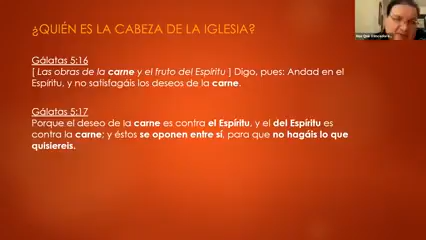 ¿QUIÉN ES LA CABEZA DE LA IGLESIA?
Gálatas 5:16
[ Las obras de la carne y el fruto del Espíritu ] Digo, pues: Andad en el
Espíritu, y no satisfagáis los deseos de la carne.
Gálatas 5:17
Porque el deseo de la carne es contra el Espíritu, y el del Espíritu es
contra la carne; y éstos se oponen entre sí, para que no hagáis lo que
quisiereis.